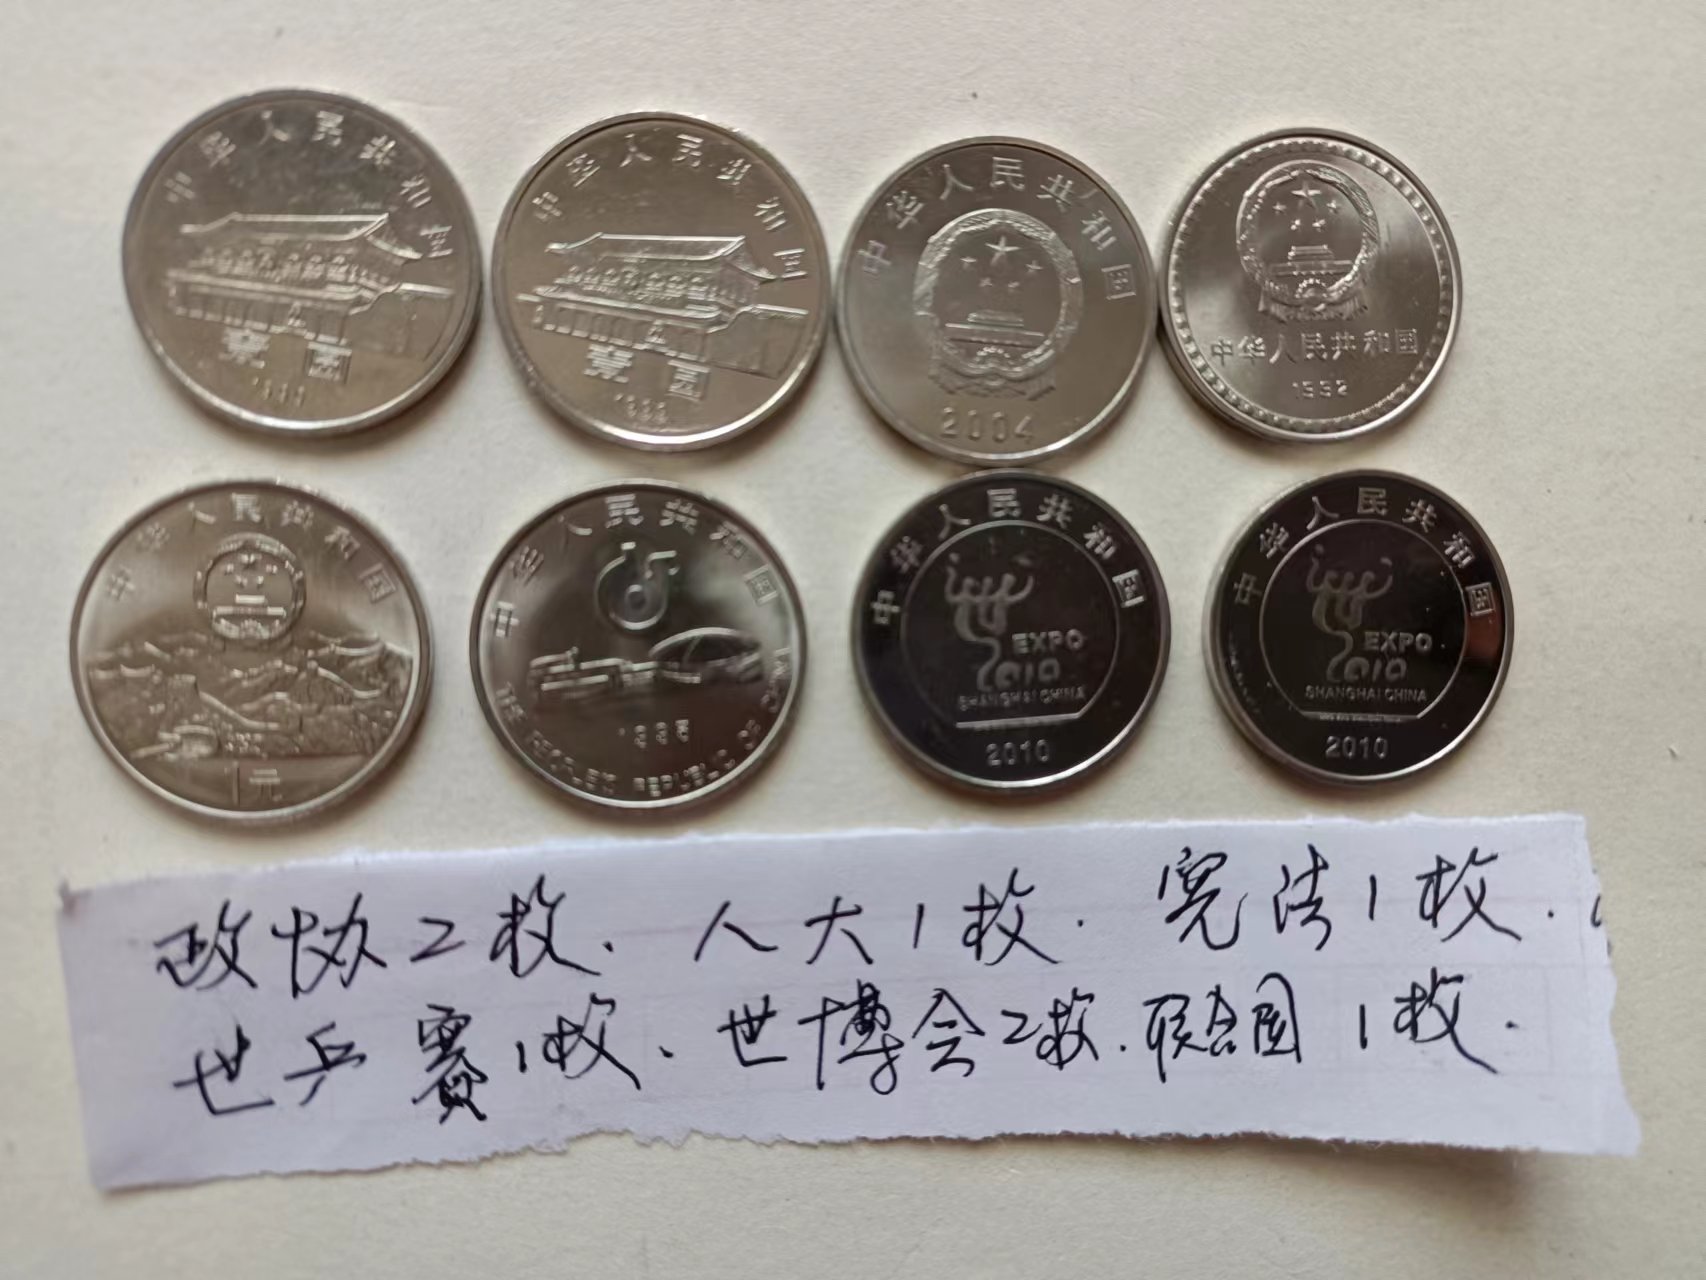 中华人民共和国
壹圆
中华人民共和国
壹圆
中华人民共和国
2004
中华人民共和国
1992
中华人民共和国
1元
中华人民共和国
1995
THE PEOPLE'S REPUBLIC OF
中华人民共和国
EXPO
2010
SHANGHAI CHINA
2010
中华人民共和国
EXPO
2010
SHANGHAI CHINA
2010
政协2枚、人大1枚.宪法1枚.
世乒赛1枚、世博会2枚.联合国1枚.